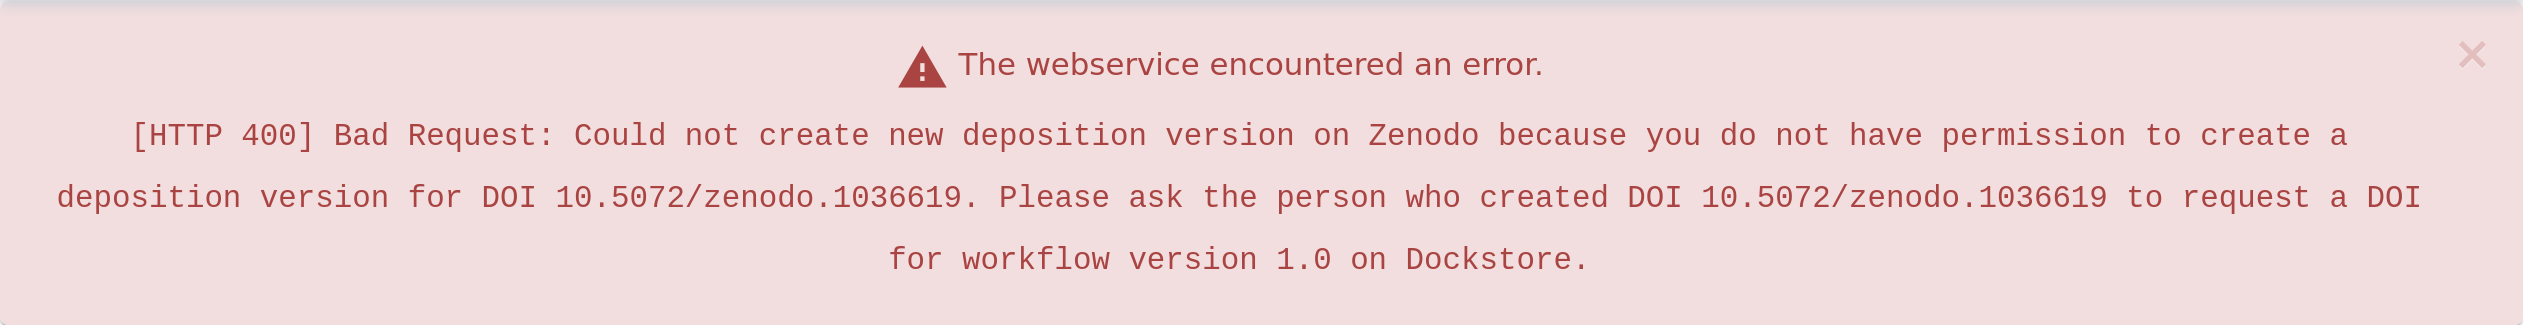 The webservice encountered an error.
[HTTP 400] Bad Request: Could not create new deposition version on Zenodo because you do not have permission to create a
deposition version for DOI 10.5072/zenodo.1036619. Please ask the person who created DOI 10.5072/zenodo.1036619 to request a DOI
for workflow version 1.0 on Dockstore.